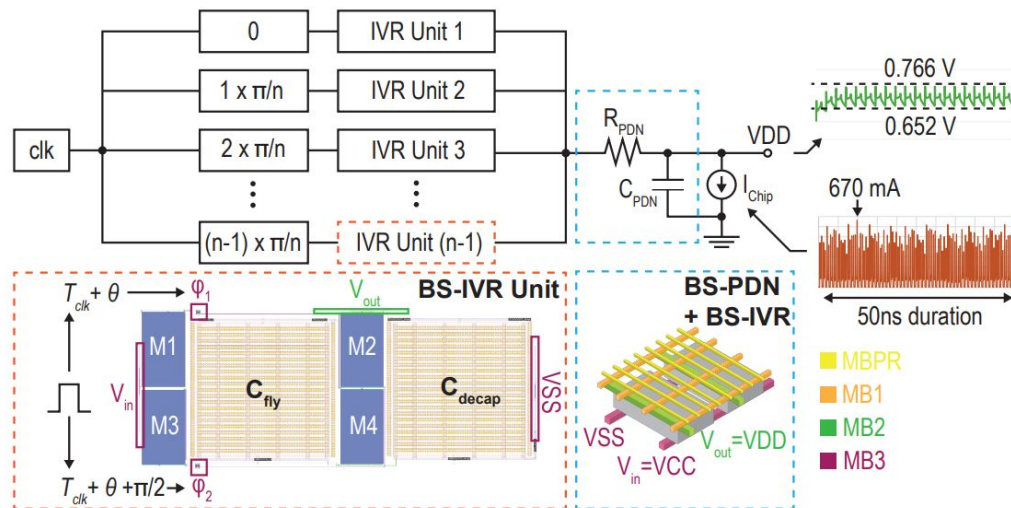 clk
0
IVR Unit 1
1 x π/n
IVR Unit 2
2 x π/n
IVR Unit 3
(n-1) x π/n
IVR Unit (n-1)
R_PDN
C_PDN
VDD
I_Chip
0.766 V
0.652 V
670 mA
50ns duration
BS-IVR Unit
T_clk + θ
φ_1
V_out
M1
M2
V_in
C_fly
C_decap
VSS
M3
M4
T_clk + θ +π/2
φ_2
BS-PDN
+ BS-IVR
VSS
V_out=VDD
V_in=VCC
MBPR
MB1
MB2
MB3